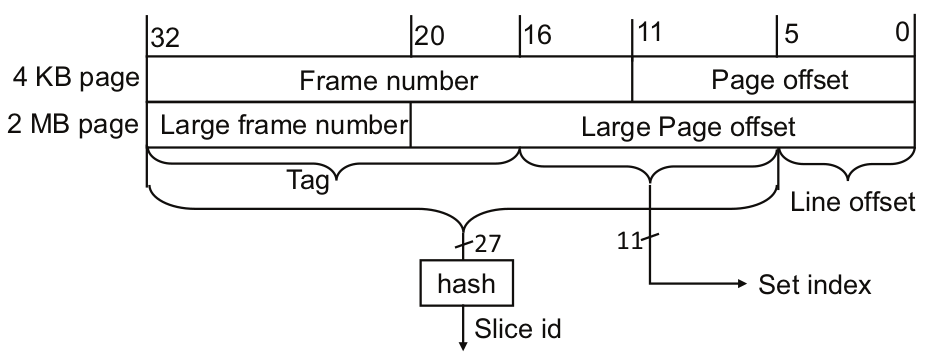 32 20 16 11 5 0
4 KB page Frame number Page offset
2 MB page Large frame number Large Page offset
Tag
Line offset
27
11
hash
Set index
Slice id